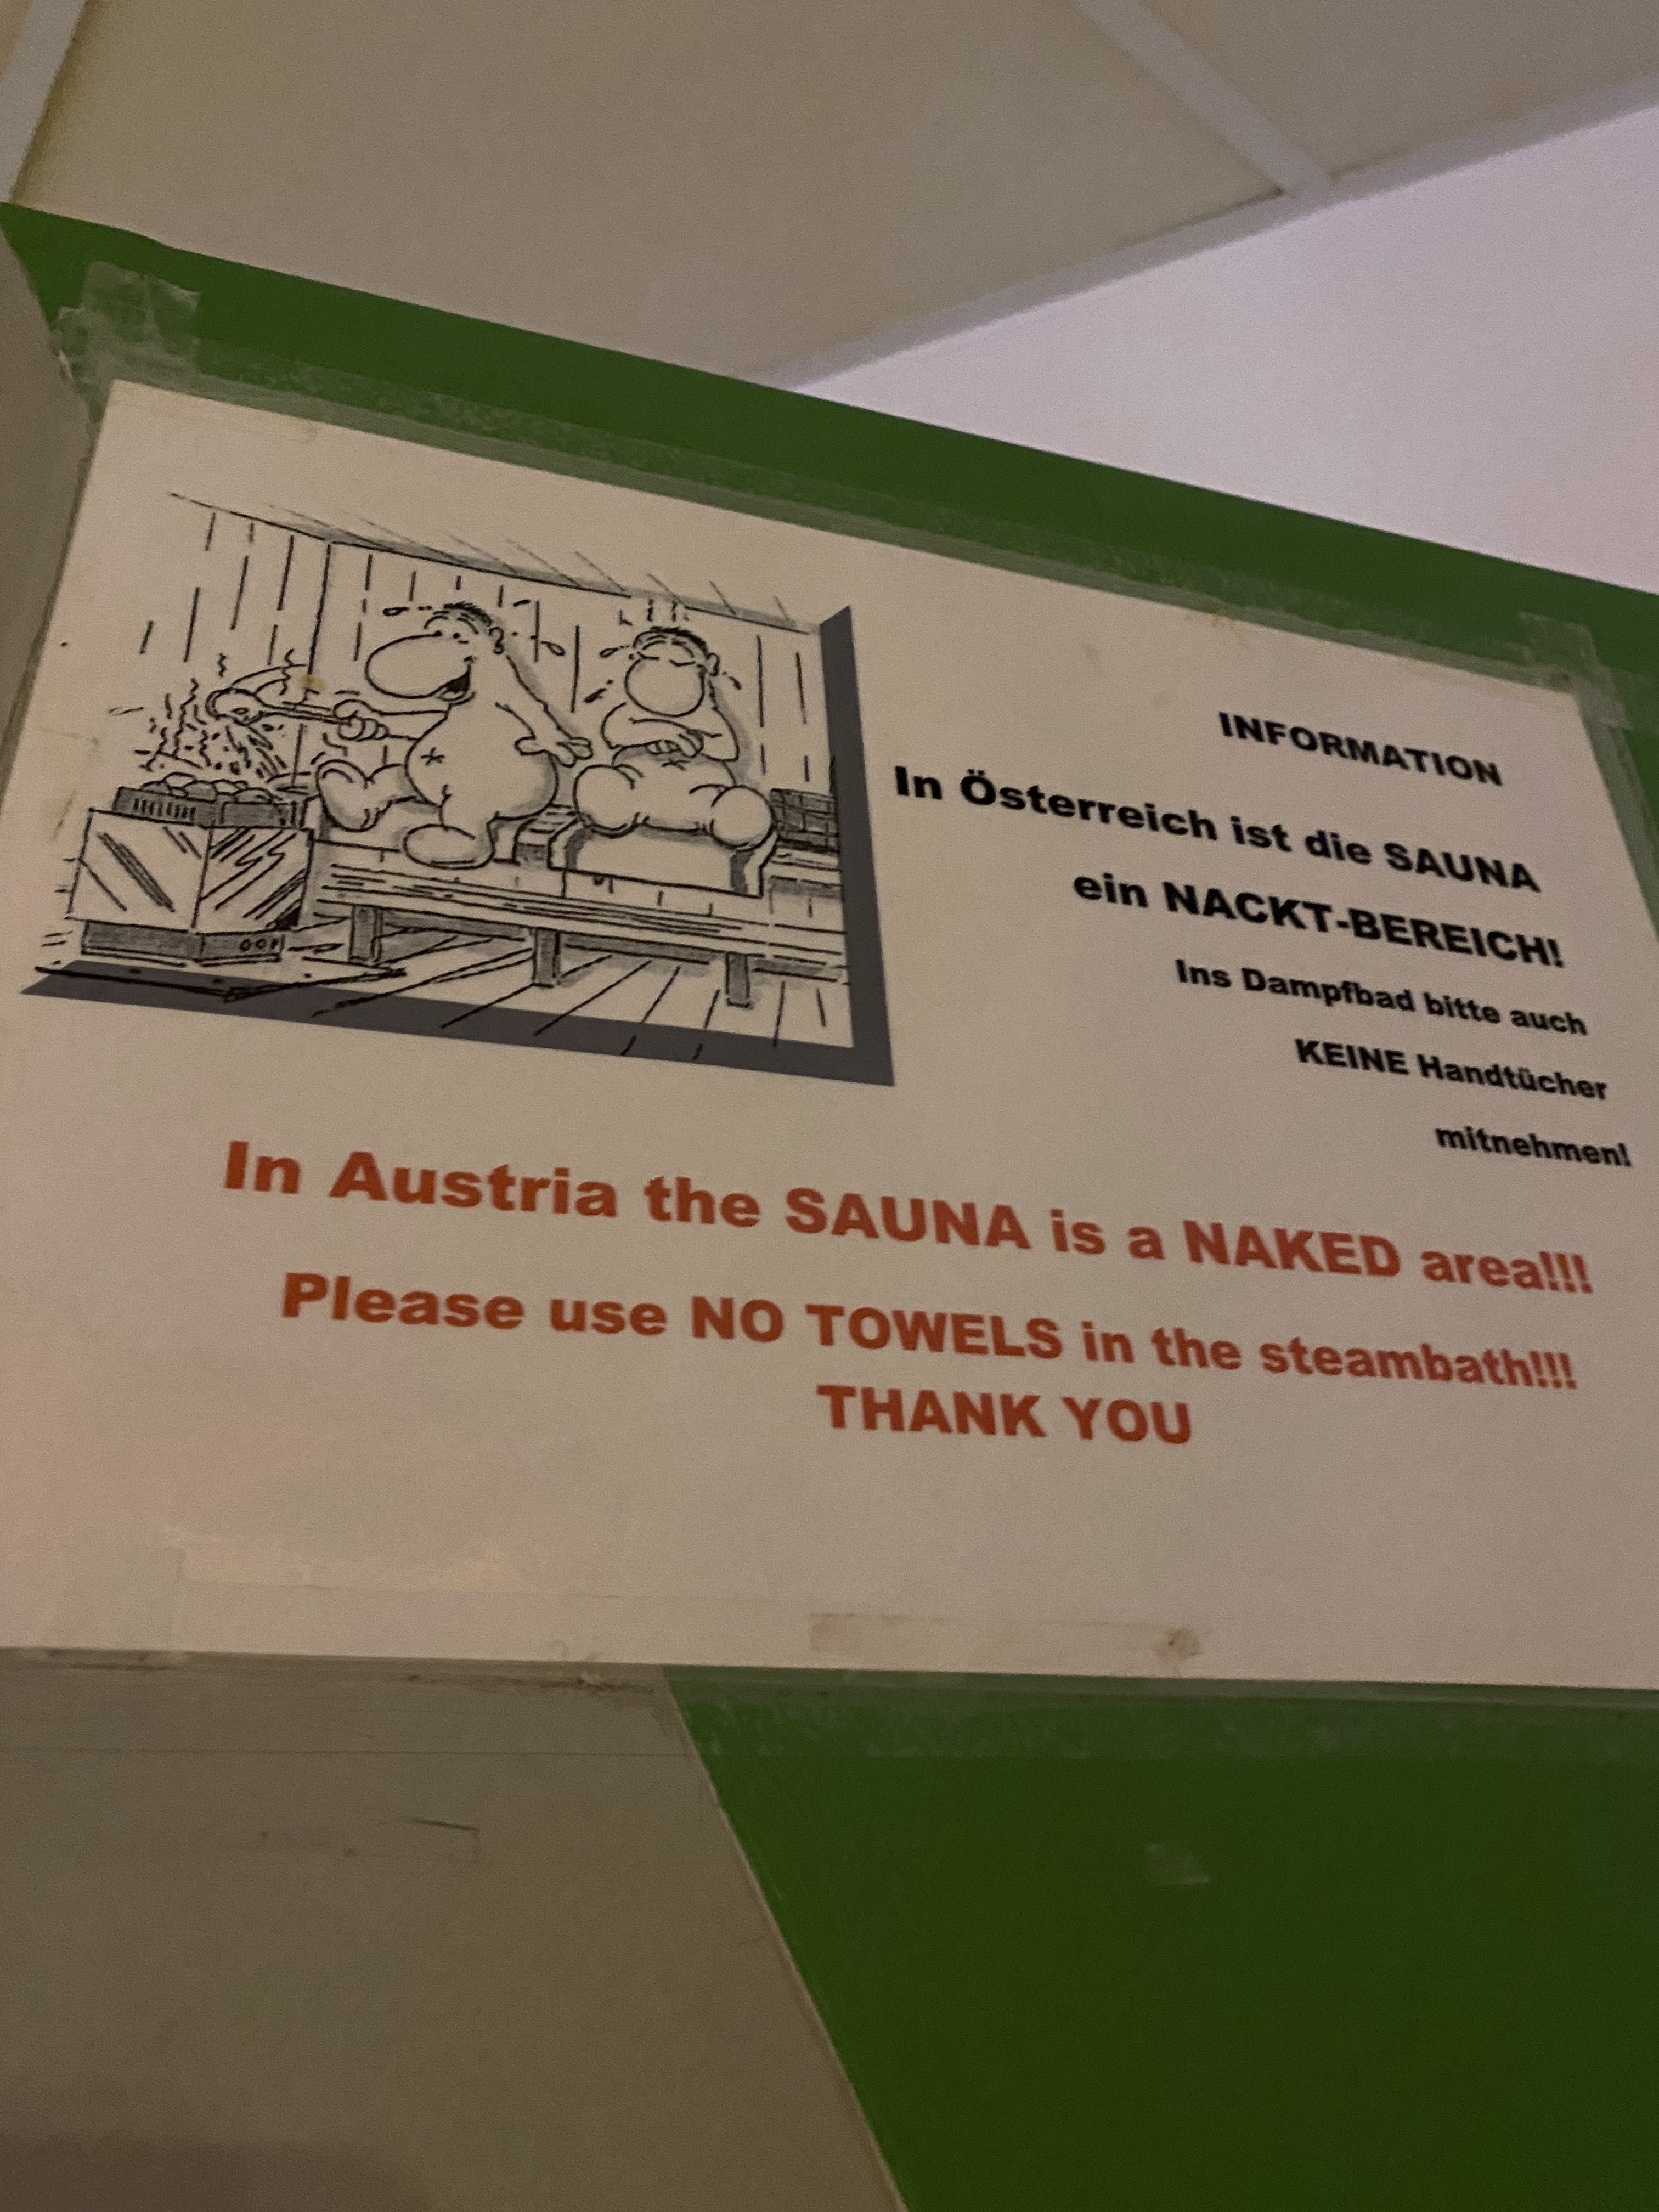 INFORMATION
In Österreich ist die SAUNA
ein NACKT-BEREICH!
Ins Dampfbad bitte auch
KEINE Handtücher
mitnehmen!
In Austria the SAUNA is a NAKED area!!!
Please use NO TOWELS in the steambath!!!
THANK YOU